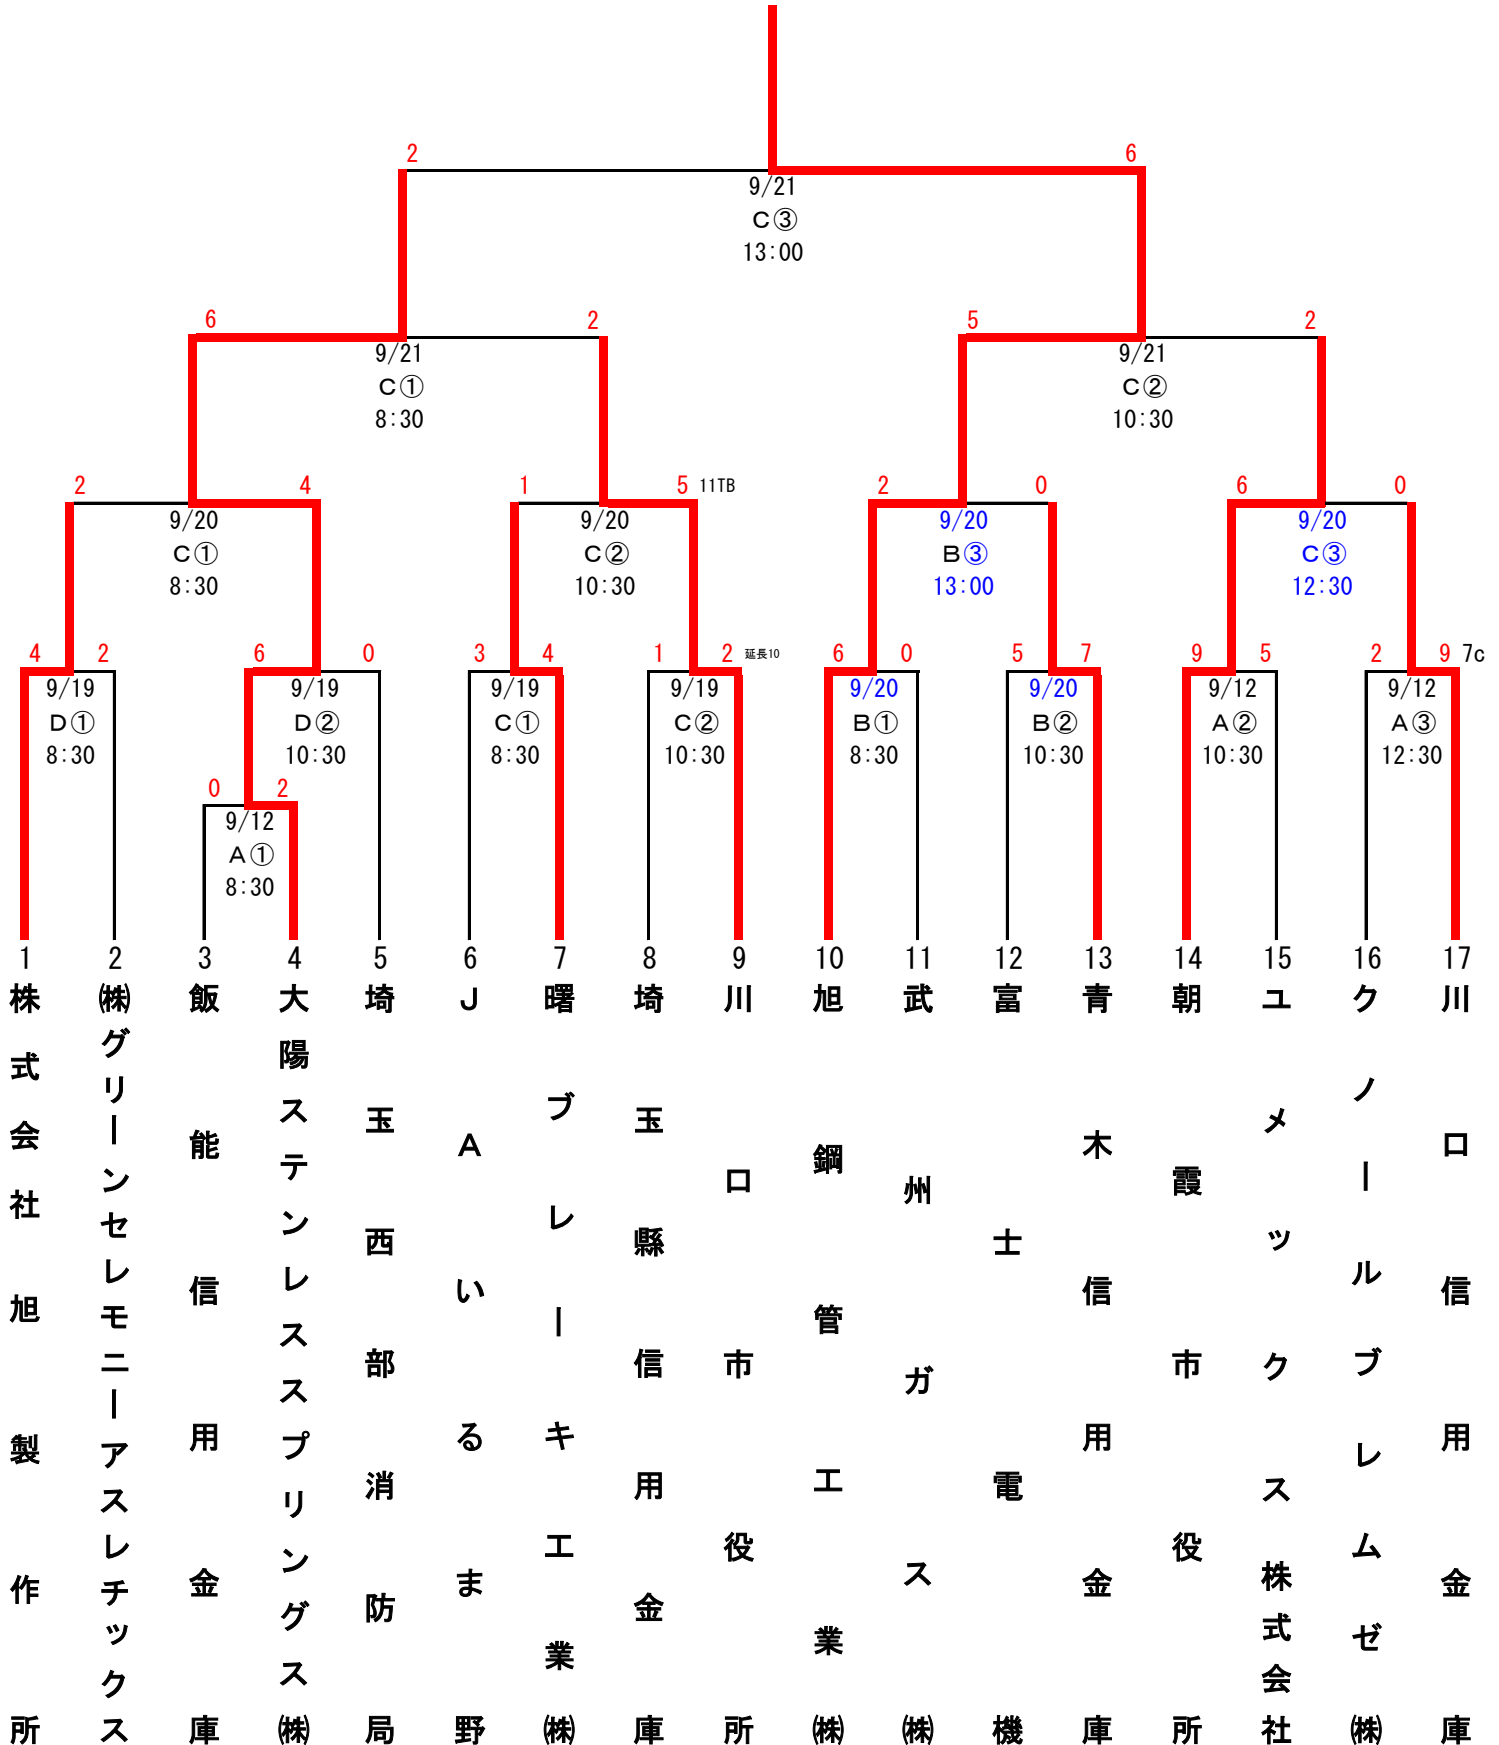 2 6
9/21
C③
13:00
6 2 5 2
9/21 9/21
C① C②
8:30 10:30
2 4 1 5 11TB 2 0 6 0
9/20 9/20 9/20 9/20
C① C② B③ C③
8:30 10:30 13:00 12:30
4 2 6 0 3 4 1 2 延長10 6 0 5 7 9 5 2 9 7c
9/19 9/19 9/19 9/19 9/20 9/20 9/12 9/12
D① D② C① C② B① B② A② A③
8:30 10:30 8:30 10:30 8:30 10:30 10:30 12:30
0 2
9/12
A①
8:30
1 2 3 4 5 6 7 8 9 10 11 12 13 14 15 16 17
株式会社旭製作所
㈱グリーンセレモニーアスレチックス
飯能信用金庫
大陽ステンレススプリングス㈱
埼玉西部消防局
JAいるま野
曙ブレーキ工業㈱
埼玉縣信用金庫
川口市役所
旭鋼管工業㈱
武州ガス㈱
富士電機
青木信用金庫
朝霞市役所
ユメックス株式会社
クノールブレムゼ㈱
川口信用金庫